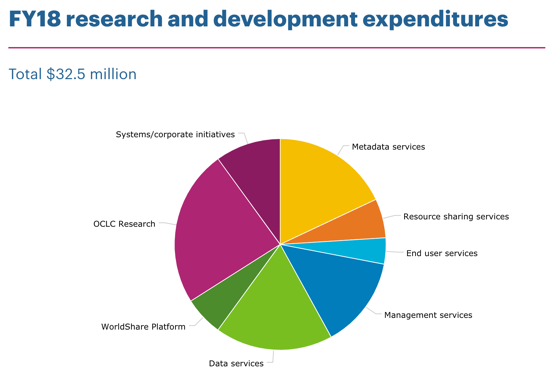 FY18 research and development expenditures
Total $32.5 million
Systems/corporate initiatives
Metadata services
Resource sharing services
OCLC Research
End user services
Management services
WorldShare Platform
Data services